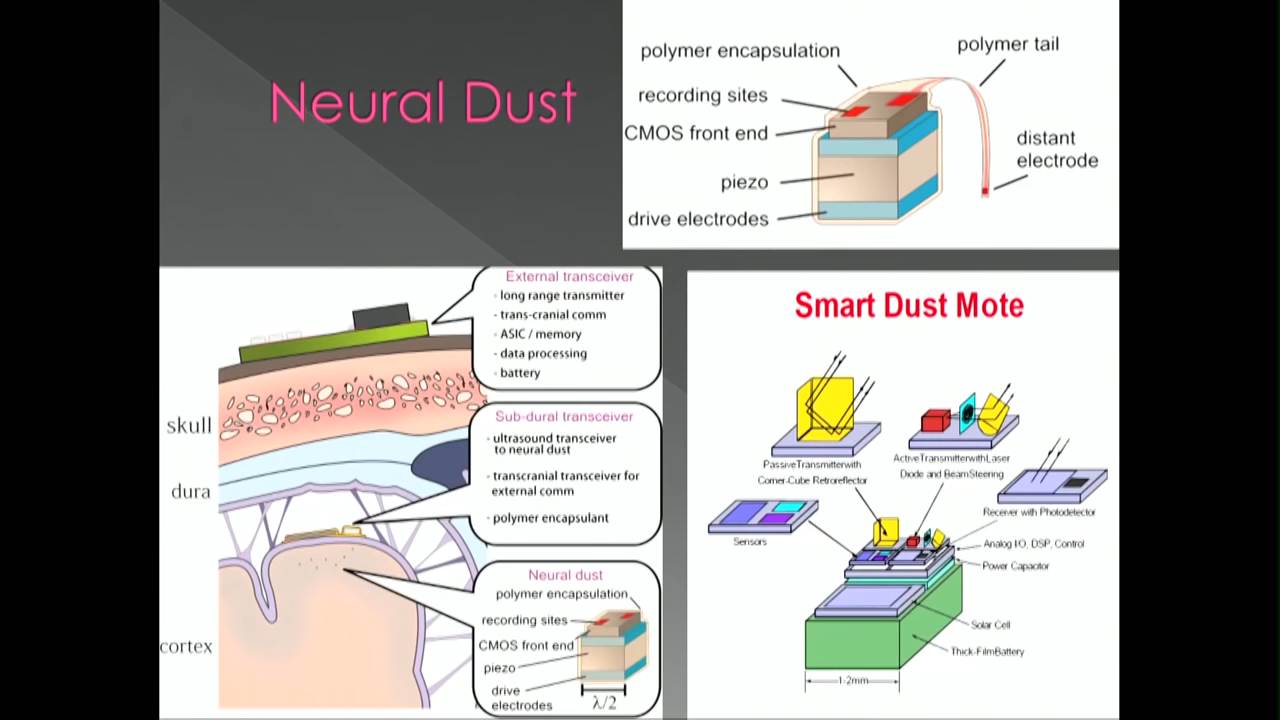 Neural Dust
polymer encapsulation
polymer tail
recording sites
CMOS front end
distant
electrode
piezo
drive electrodes
External transceiver
- long range transmitter
- trans-cranial comm
- ASIC / memory
- data processing
- battery
skull
Sub-dural transceiver
- ultrasound transceiver
to neural dust
- transcranial transceiver for
external comm
- polymer encapsulant
dura
Neural dust
polymer encapsulation
recording sites
CMOS front end
piezo
drive
electrodes
λ/2
cortex
Smart Dust Mote
Passive Transmitter with
Corner-Cube Retroreflector
Active Transmitter with Laser
Diode and Beam Steering
Receiver with Photodetector
Sensors
Analog I/O, DSP, Control
Power Capacitor
Solar Cell
Thick-Film Battery
1-2mm